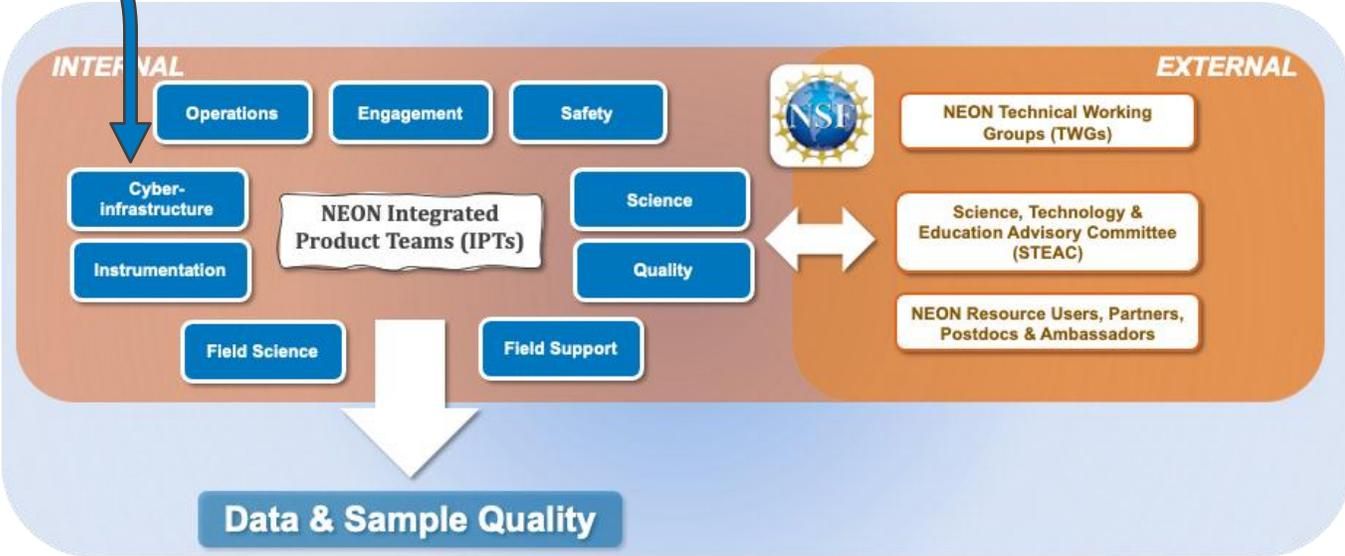 INTERNAL
EXTERNAL
Operations
Engagement
Safety
NSF
NEON Technical Working
Groups (TWGs)
Cyber-
infrastructure
NEON Integrated
Product Teams (IPTs)
Science
Science, Technology &
Education Advisory Committee
(STEAC)
Instrumentation
Quality
NEON Resource Users, Partners,
Postdocs & Ambassadors
Field Science
Field Support
Data & Sample Quality